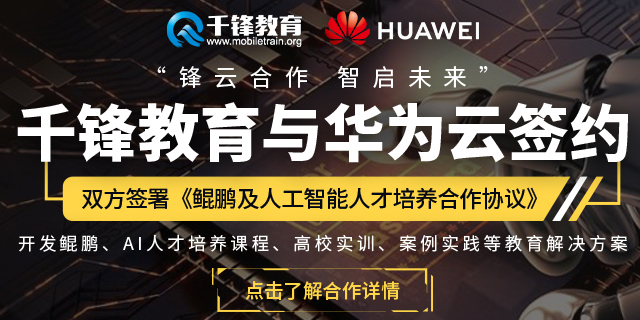 千锋教育 HUAWEI
www.mobiletrain.org
“锋云合作 智启未来”
千锋教育与华为云签约
双方签署《鲲鹏及人工智能人才培养合作协议》
开发鲲鹏、AI人才培养课程、高校实训、案例实践等教育解决方案
点击了解合作详情